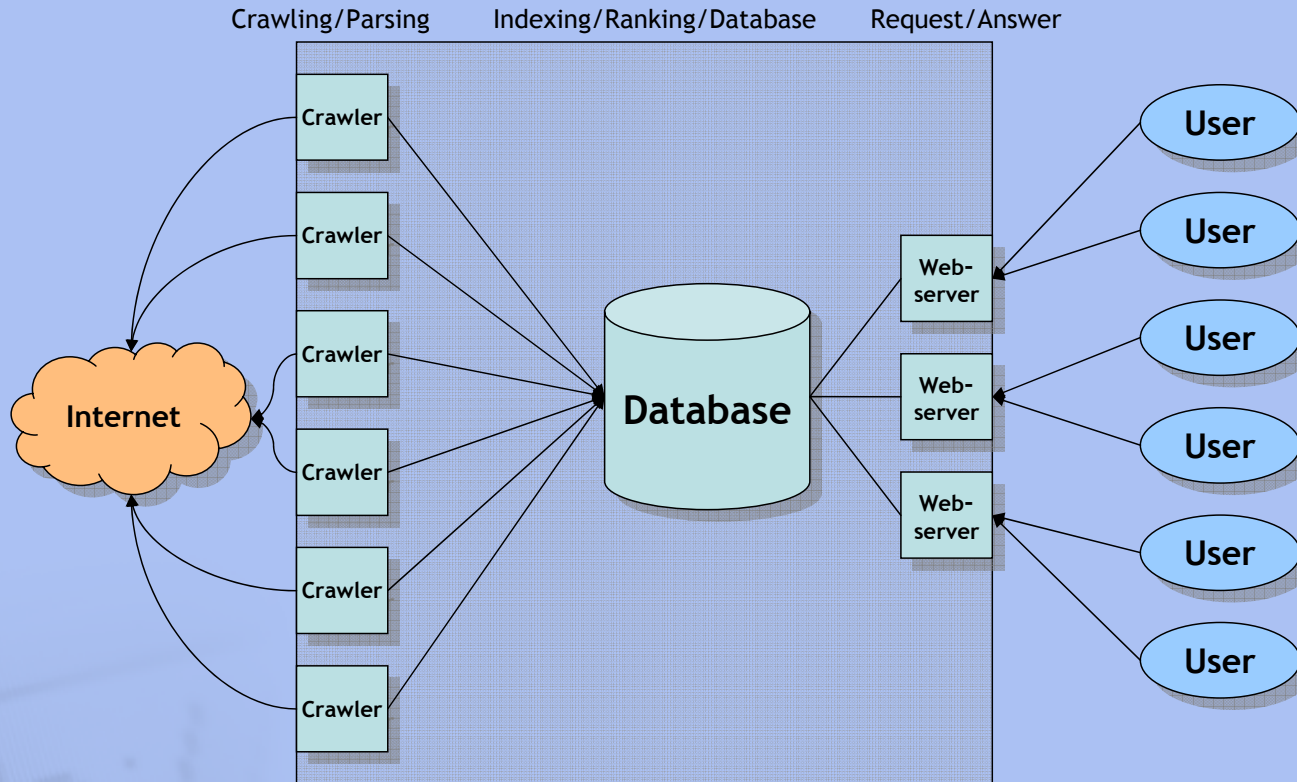 Crawling/Parsing
Indexing/Ranking/Database
Request/Answer
Crawler
Crawler
Crawler
Crawler
Crawler
Crawler
Internet
Database
Web-
server
Web-
server
Web-
server
User
User
User
User
User
User